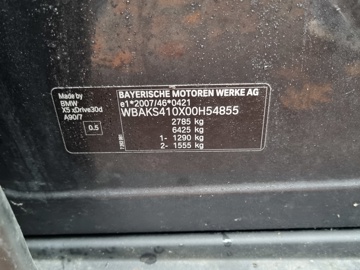 Made by
BMW
X5 xDrive30d
A90/7
0.5
BAYERISCHE MOTOREN WERKE AG
e1*2007/46*0421
WBAKS410X00H54855
2785 kg
6425 kg
1- 1290 kg
2- 1555 kg